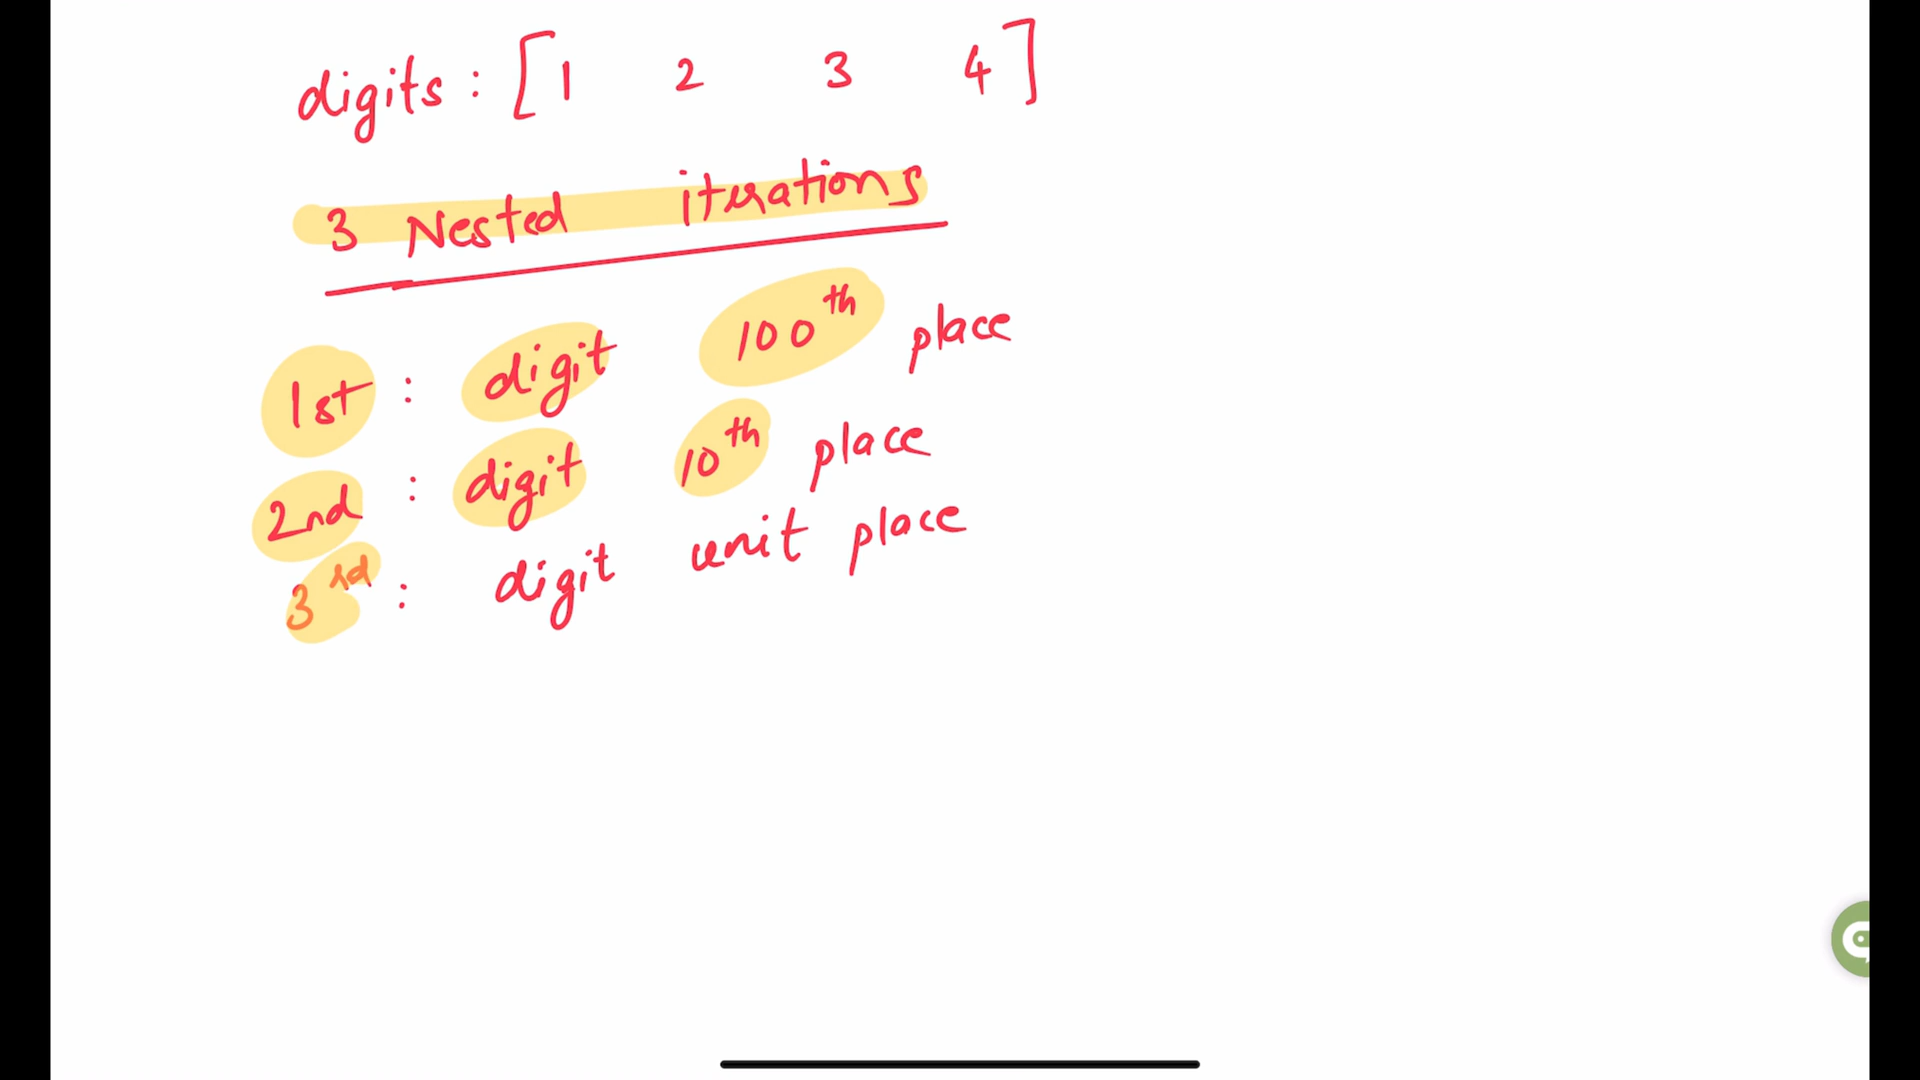 digits : [1 2 3 4]
3 Nested iterations
1st : digit 100th place
2nd : digit 10th place
3rd : digit unit place